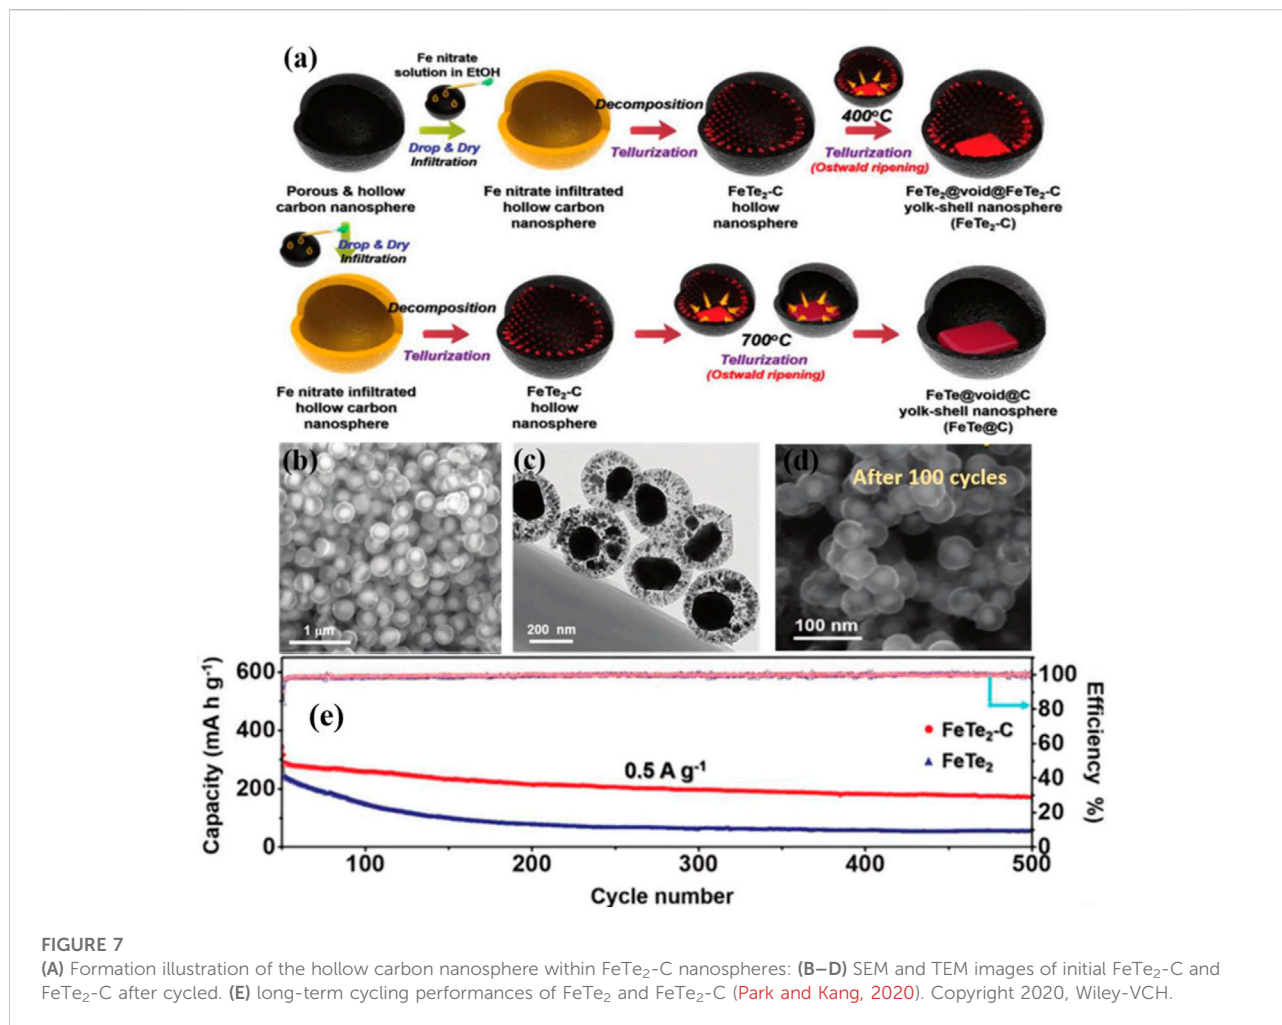 (a)
Fe nitrate
solution in EtOH
Drop & Dry
Infiltration
Decomposition
Tellurization
400°C
Tellurization
(Ostwald ripening)
Porous & hollow
carbon nanosphere
Fe nitrate infiltrated
hollow carbon
nanosphere
FeTe₂-C
hollow
nanosphere
FeTe₂@void@FeTe₂-C
yolk-shell nanosphere
(FeTe₂-C)
Drop & Dry
Infiltration
Decomposition
Tellurization
700°C
Tellurization
(Ostwald ripening)
Fe nitrate infiltrated
hollow carbon
nanosphere
FeTe₂-C
hollow
nanosphere
FeTe@void@C
yolk-shell nanosphere
(FeTe@C)
(b)
1 μm
(c)
200 nm
(d)
After 100 cycles
100 nm
(e)
Capacity (mA h g⁻¹)
600
400
200
0
100
200
300
400
500
Cycle number
100
80
60
40
20
0
Efficiency %)
0.5 A g⁻¹
FeTe₂-C
FeTe₂
FIGURE 7
(A) Formation illustration of the hollow carbon nanosphere within FeTe₂-C nanospheres: (B–D) SEM and TEM images of initial FeTe₂-C and
FeTe₂-C after cycled. (E) long-term cycling performances of FeTe₂ and FeTe₂-C (Park and Kang, 2020). Copyright 2020, Wiley-VCH.